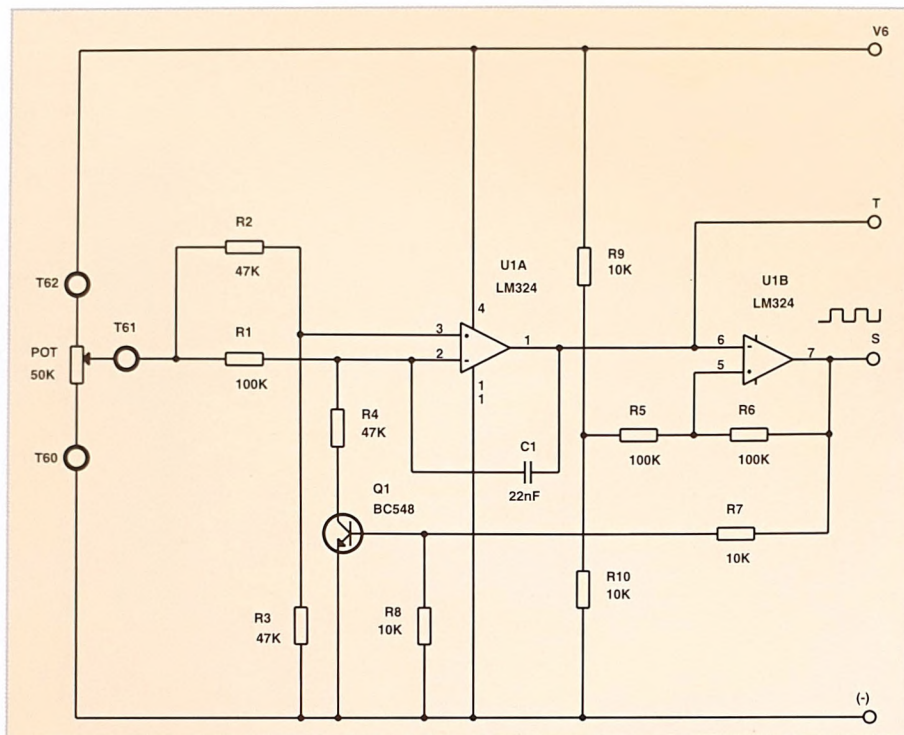 V6
T
R2
47K
R9
10K
T62
U1A
LM324
U1B
LM324
4
T61
R1
3
1
6
S
POT
50K
2
7
100K
1
1
5
R4
47K
R5
R6
T60
C1
100K
100K
22nF
Q1
BC548
R7
10K
R10
10K
R3
47K
R8
10K
(-)